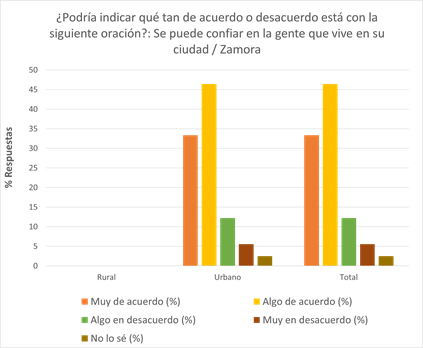 ¿Podría indicar qué tan de acuerdo o desacuerdo está con la
siguiente oración?: Se puede confiar en la gente que vive en su
ciudad / Zamora
50
45
40
35
30
25
20
15
10
5
0
% Respuestas
Rural
Urbano
Total
Muy de acuerdo (%)
Algo de acuerdo (%)
Algo en desacuerdo (%)
Muy en desacuerdo (%)
No lo sé (%)